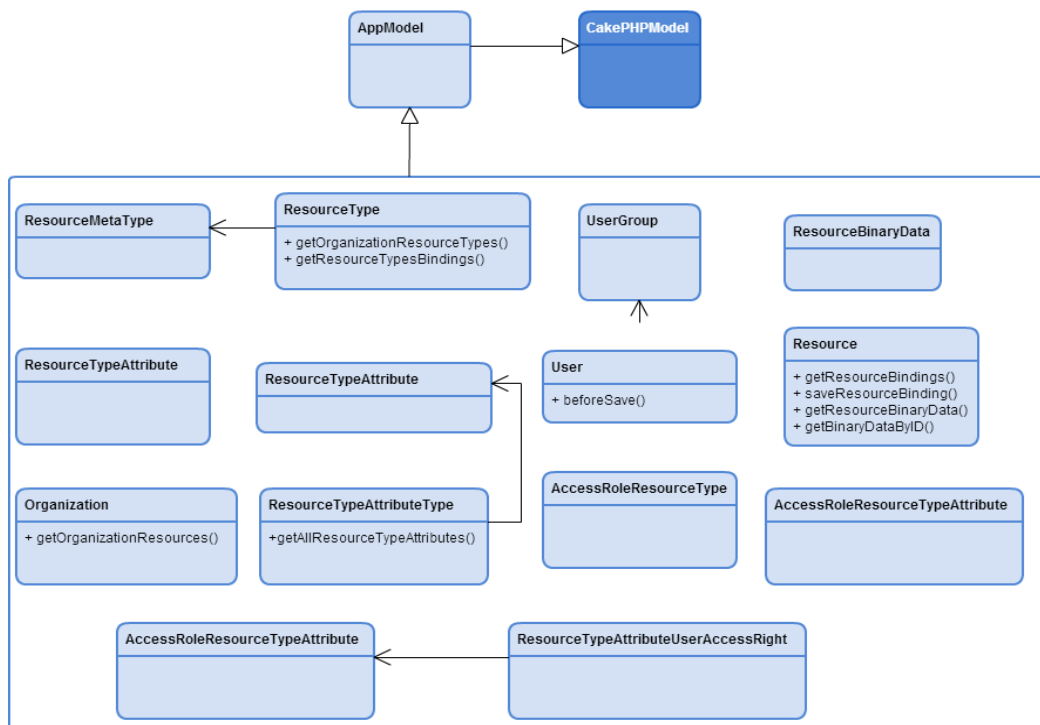 AppModel
CakePHPModel
ResourceMetaType
ResourceType
+ getOrganizationResourceTypes()
+ getResourceTypesBindings()
UserGroup
ResourceBinaryData
ResourceTypeAttribute
ResourceTypeAttribute
User
+ beforeSave()
Resource
+ getResourceBindings()
+ saveResourceBinding()
+ getResourceBinaryData()
+ getBinaryDataByID()
Organization
+ getOrganizationResources()
ResourceTypeAttributeType
+getAllResourceTypeAttributes()
AccessRoleResourceType
AccessRoleResourceTypeAttribute
AccessRoleResourceTypeAttribute
ResourceTypeAttributeUserAccessRight